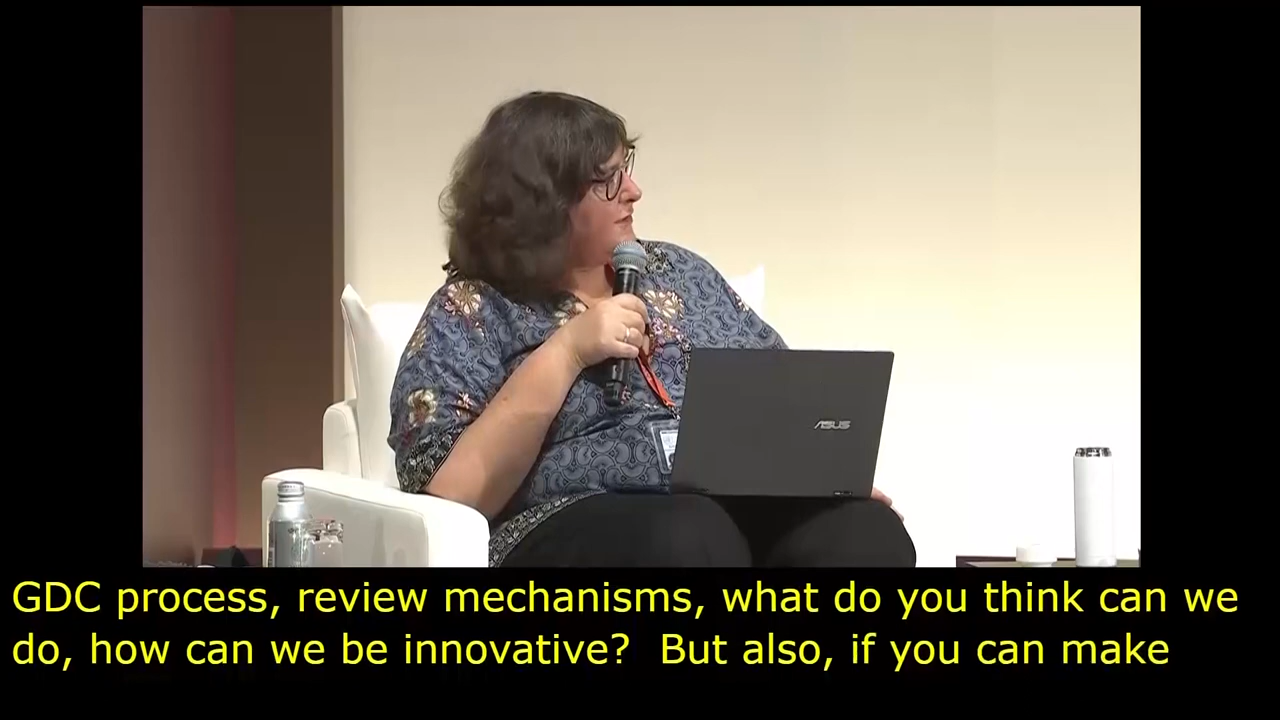 ASUS
GDC process, review mechanisms, what do you think can we
do, how can we be innovative?  But also, if you can make